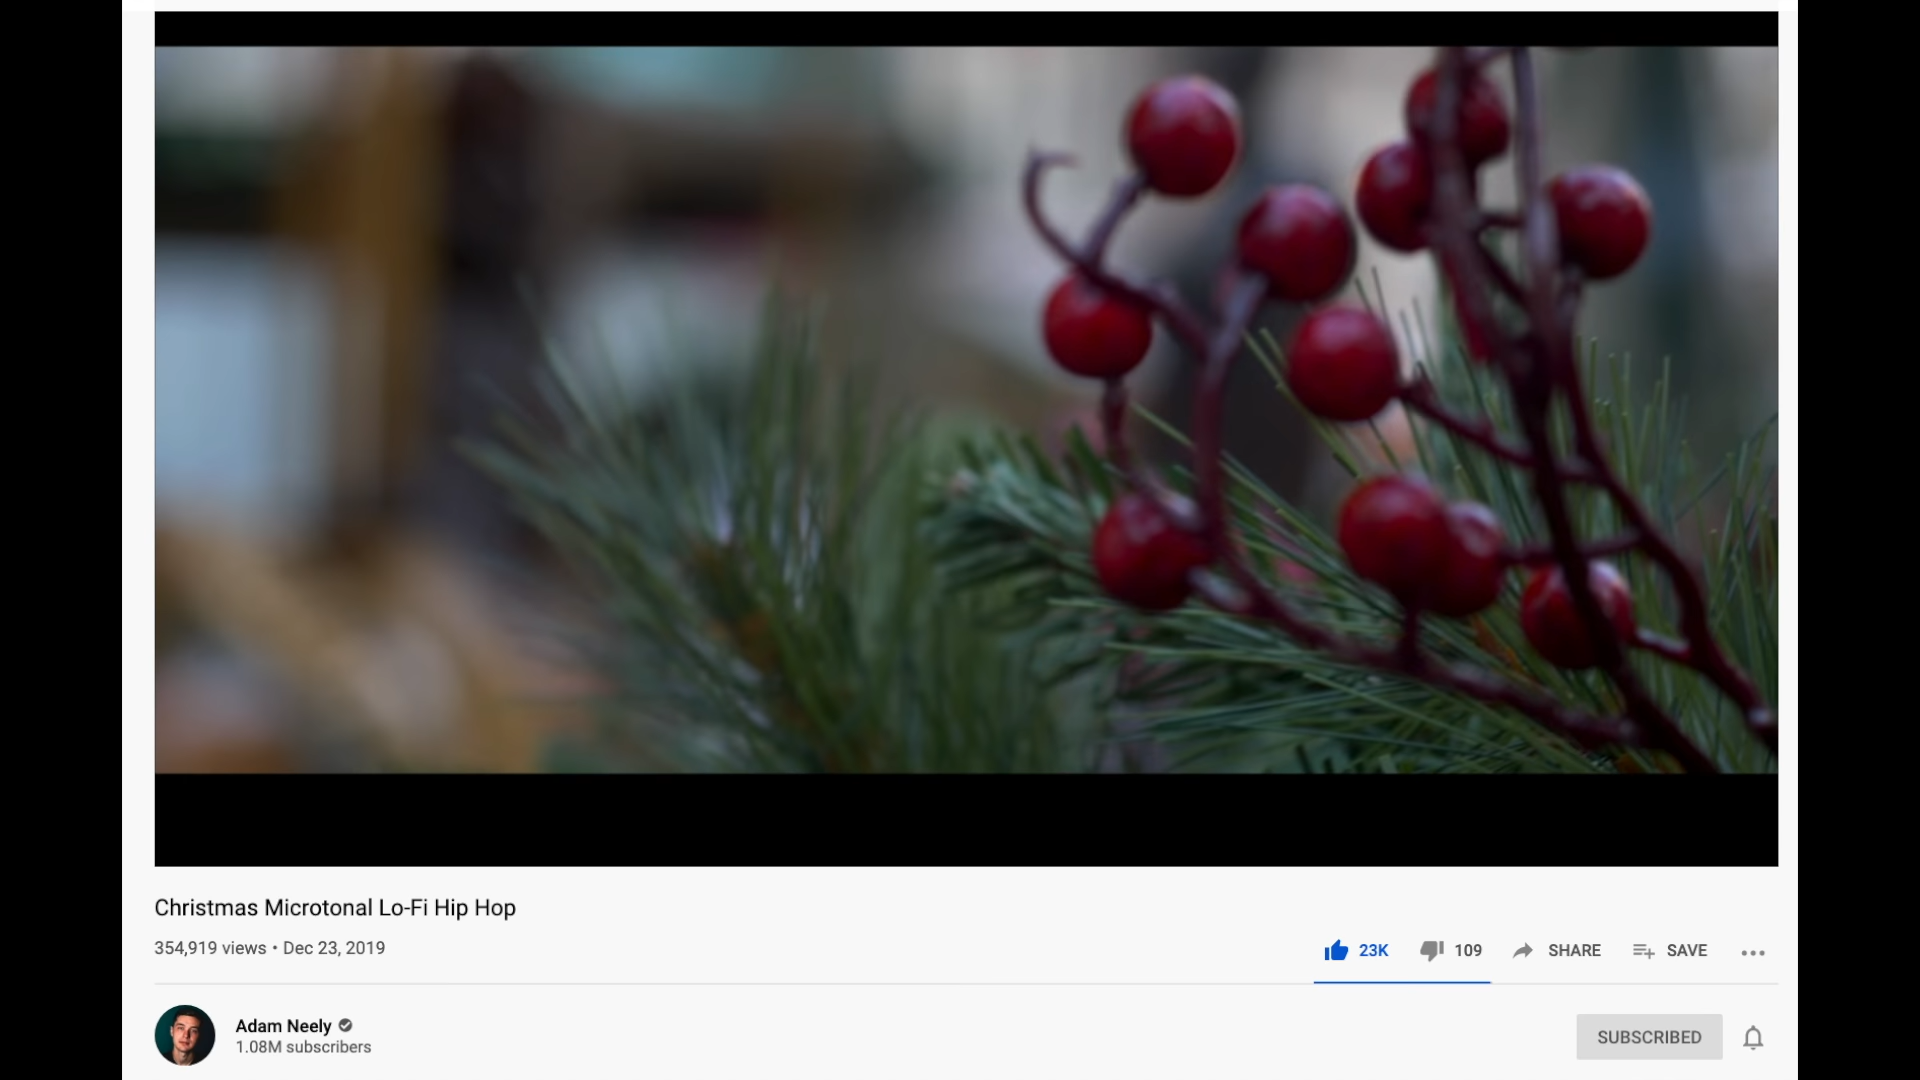 Christmas Microtonal Lo-Fi Hip Hop
354,919 views • Dec 23, 2019
23K 109 SHARE SAVE
Adam Neely
1.08M subscribers
SUBSCRIBED